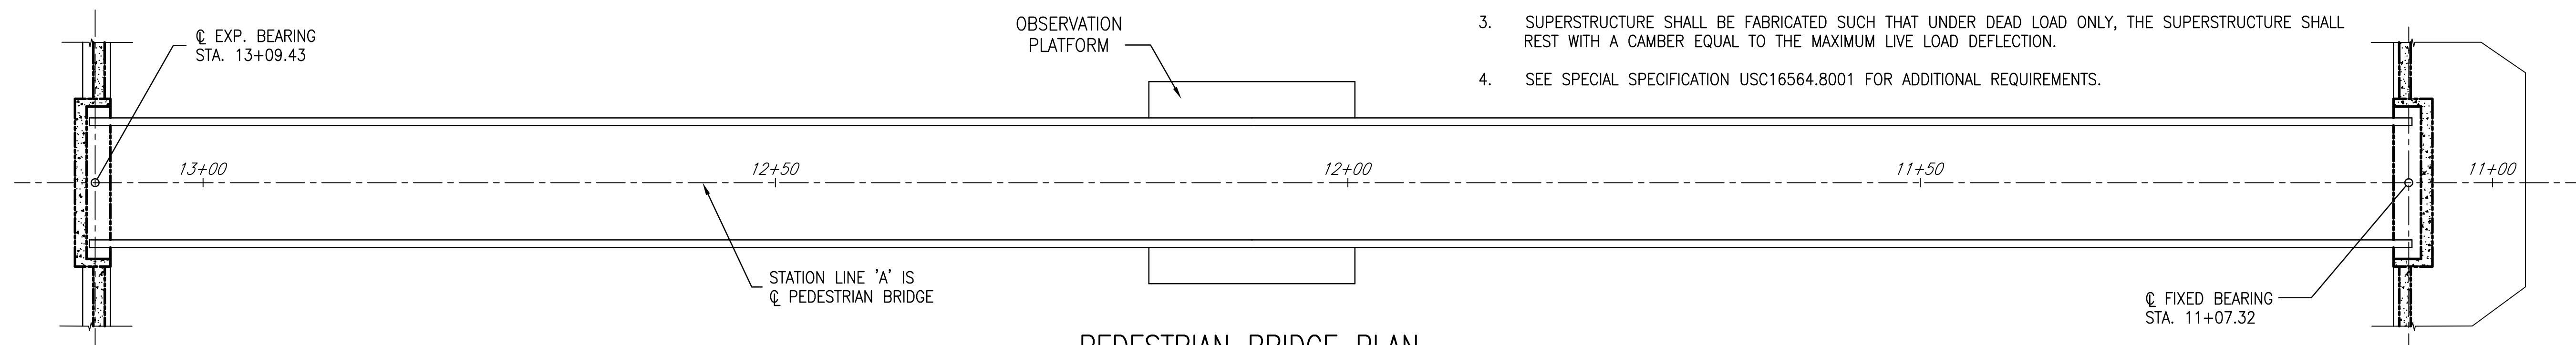 OBSERVATION
PLATFORM
3. SUPERSTRUCTURE SHALL BE FABRICATED SUCH THAT UNDER DEAD LOAD ONLY, THE SUPERSTRUCTURE SHALL
REST WITH A CAMBER EQUAL TO THE MAXIMUM LIVE LOAD DEFLECTION.
4. SEE SPECIAL SPECIFICATION USC16564.8001 FOR ADDITIONAL REQUIREMENTS.
℄ EXP. BEARING
STA. 13+09.43
13+00 12+50 12+00 11+50 11+00
STATION LINE 'A' IS
℄ PEDESTRIAN BRIDGE
℄ FIXED BEARING
STA. 11+07.32
PEDESTRIAN BRIDGE PLAN